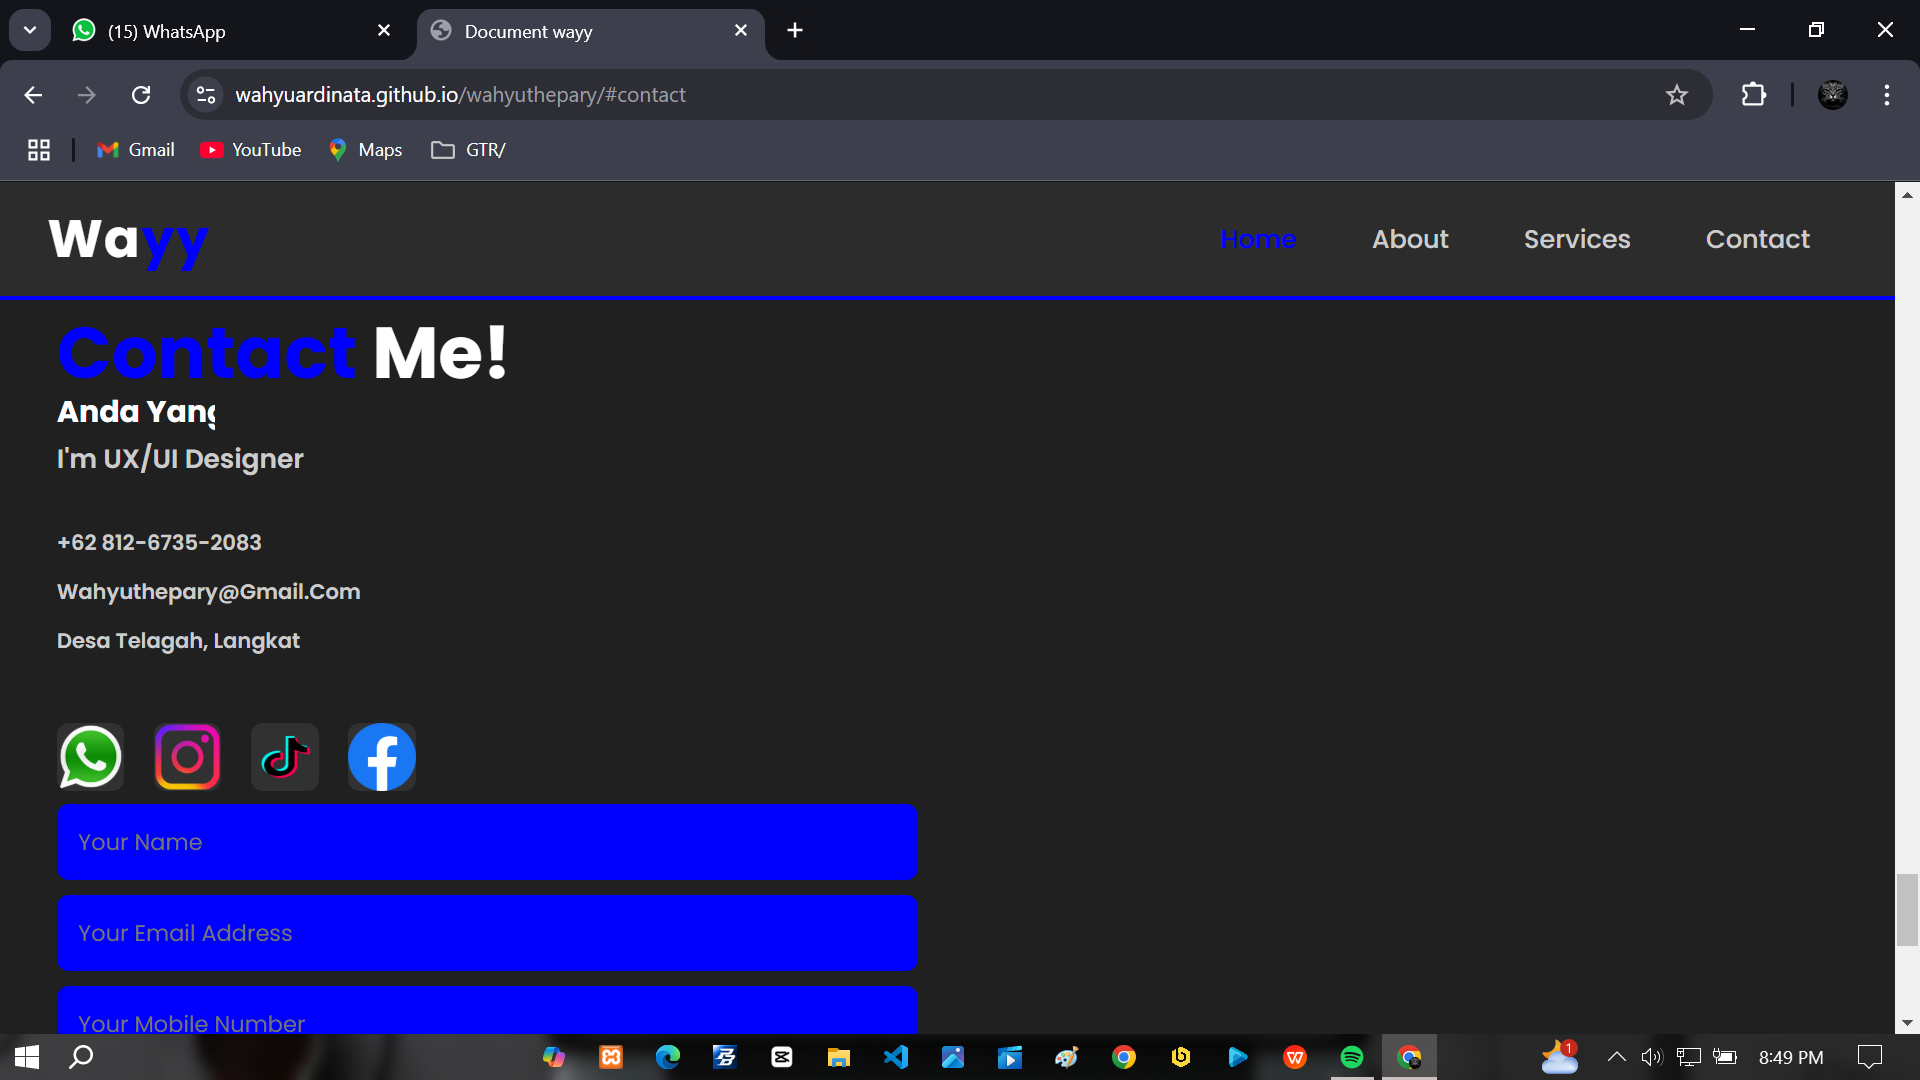 (15) WhatsApp
Document wayy
wahyuardinata.github.io/wahyuthepary/#contact
Gmail
YouTube
Maps
GTR/
Wayy
Home
About
Services
Contact
Contact Me!
Anda Yang
I'm UX/UI Designer
+62 812-6735-2083
Wahyuthepary@Gmail.Com
Desa Telagah, Langkat
Your Name
Your Email Address
Your Mobile Number
1
8:49 PM